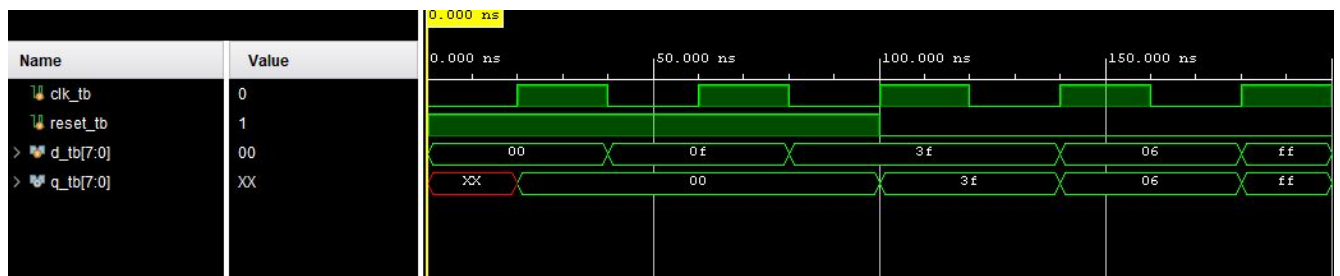 0.000 ns
Name Value 0.000 ns 50.000 ns 100.000 ns 150.000 ns
clk_tb 0
reset_tb 1
> d_tb[7:0] 00 00 0f 3f 06 ff
> q_tb[7:0] XX XX 00 3f 06 ff